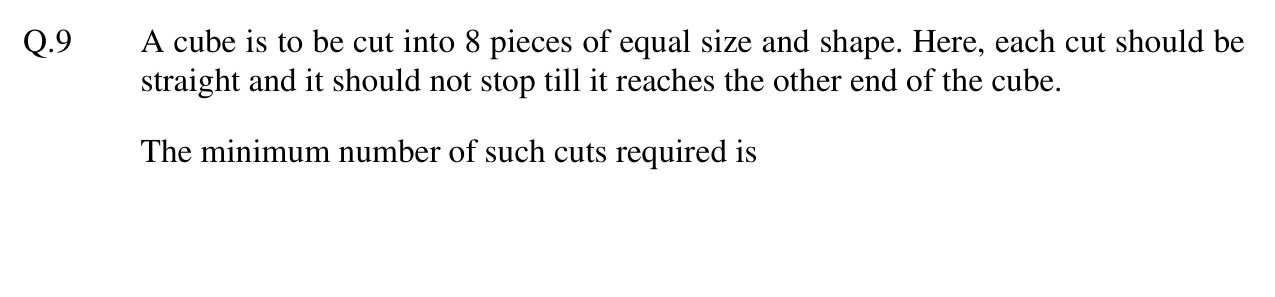 Q.9 A cube is to be cut into 8 pieces of equal size and shape. Here, each cut should be
straight and it should not stop till it reaches the other end of the cube.
The minimum number of such cuts required is